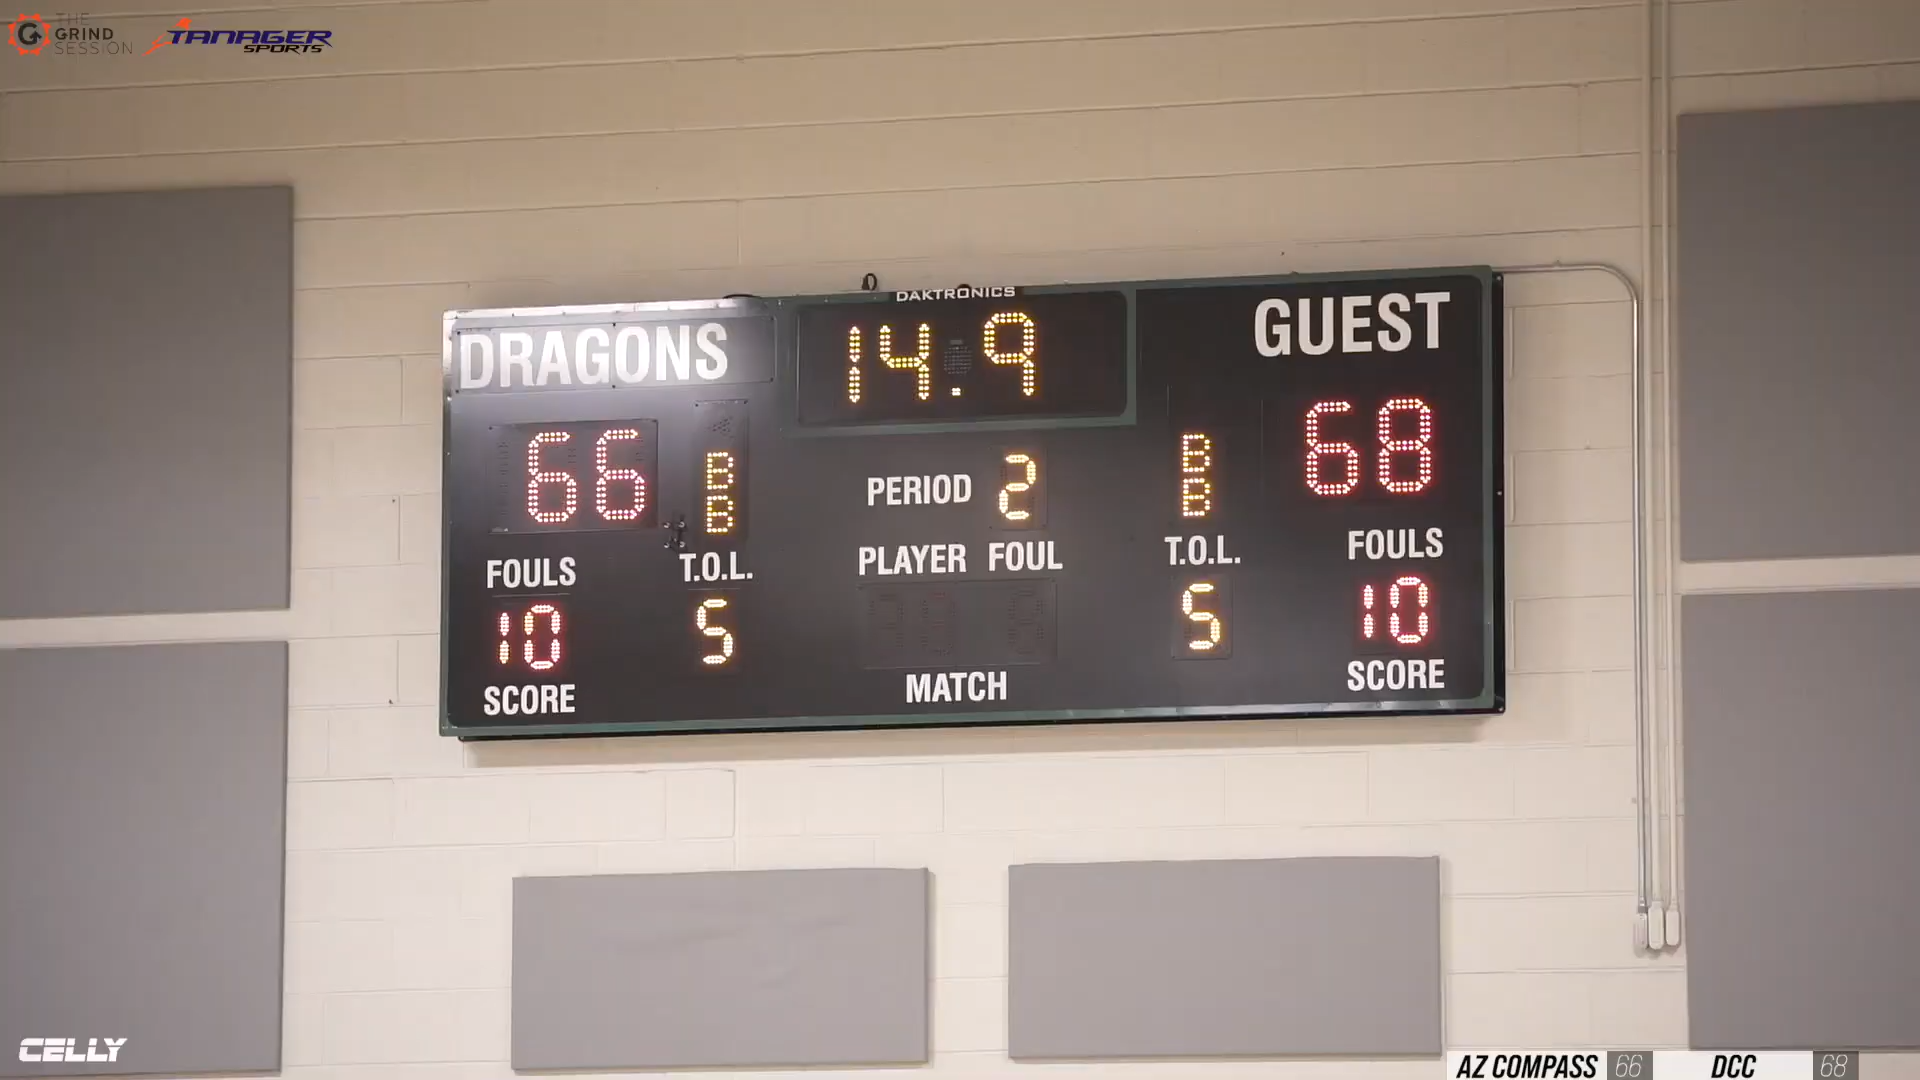 THE
GRIND
SESSION
TANAGER
SPORTS
DAKTRONICS
DRAGONS
14.9
GUEST
66
B
B
PERIOD 2
B
B
68
FOULS
T.O.L.
PLAYER FOUL
T.O.L.
FOULS
10
5
5
10
SCORE
MATCH
SCORE
CELLY
AZ COMPASS 66 DCC 68